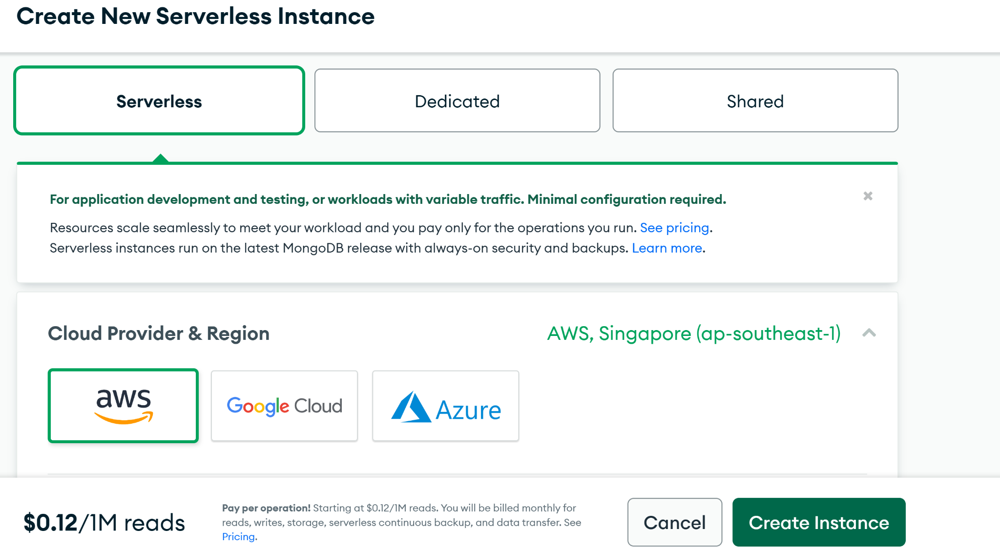 Create New Serverless Instance
Serverless
Dedicated
Shared
For application development and testing, or workloads with variable traffic. Minimal configuration required.
Resources scale seamlessly to meet your workload and you pay only for the operations you run. See pricing.
Serverless instances run on the latest MongoDB release with always-on security and backups. Learn more.
Cloud Provider & Region
AWS, Singapore (ap-southeast-1)
aws
Google Cloud
Azure
$0.12/1M reads
Pay per operation! Starting at $0.12/1M reads. You will be billed monthly for
reads, writes, storage, serverless continuous backup, and data transfer. See
Pricing.
Cancel
Create Instance